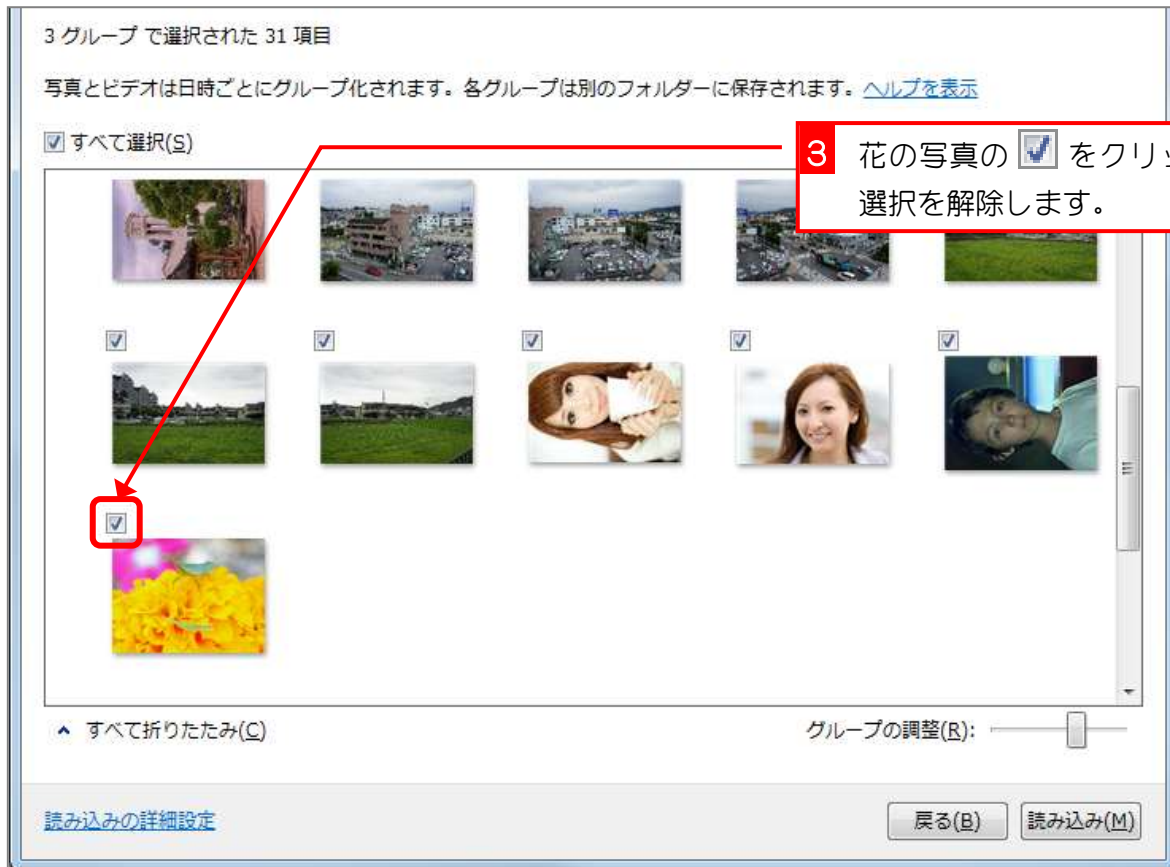 3 グループ で選択された 31 項目
写真とビデオは日時ごとにグループ化されます。各グループは別のフォルダーに保存されます。ヘルプを表示
すべて選択(S)
3 花の写真の をクリッ
選択を解除します。
すべて折りたたみ(C)
グループの調整(R):
読み込みの詳細設定
戻る(B)
読み込み(M)